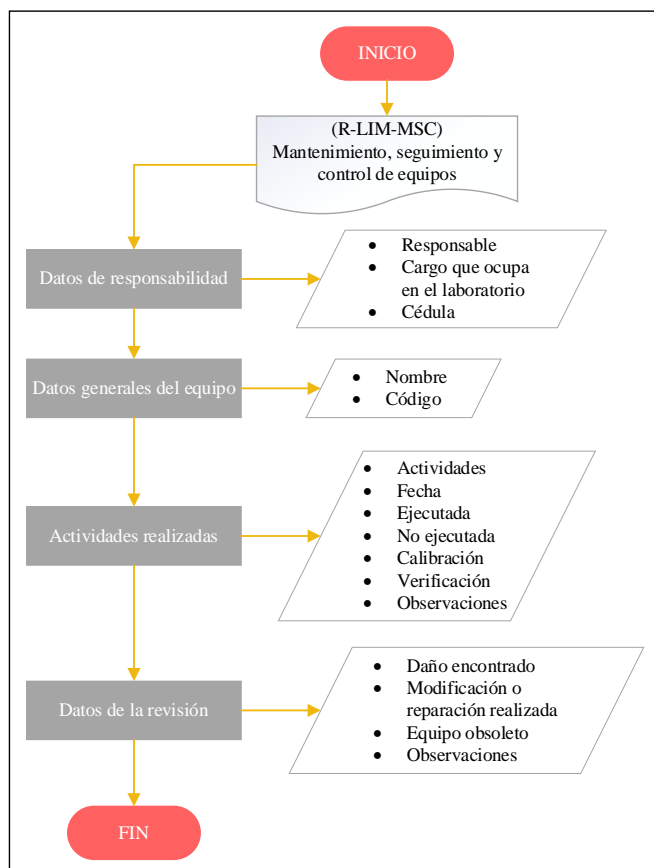 INICIO
(R-LIM-MSC)
Mantenimiento, seguimiento y
control de equipos
Datos de responsabilidad
• Responsable
• Cargo que ocupa
en el laboratorio
• Cédula
Datos generales del equipo
• Nombre
• Código
Actividades realizadas
• Actividades
• Fecha
• Ejecutada
• No ejecutada
• Calibración
• Verificación
• Observaciones
Datos de la revisión
• Daño encontrado
• Modificación o
reparación realizada
• Equipo obsoleto
• Observaciones
FIN